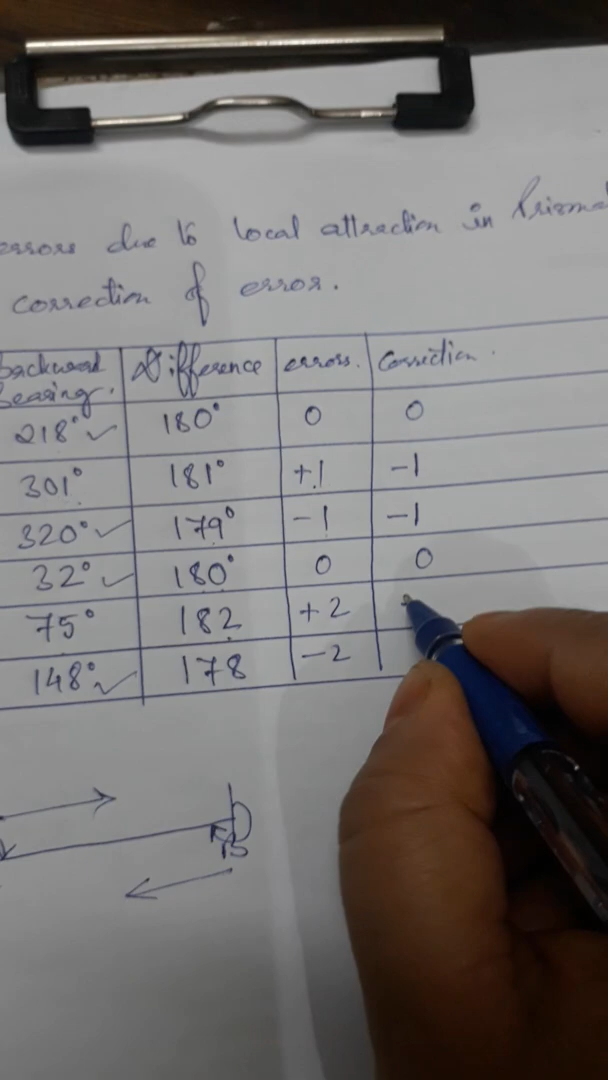 errors due to local attraction in Prismat
correction of error.
Backward Bearing. Difference errors. Correction.
218° ✓ 180° 0 0
301° 181° +1 -1
320° ✓ 179° -1 -1
32° ✓ 180° 0 0
75° 182 +2
148° ✓ 178 -2
B